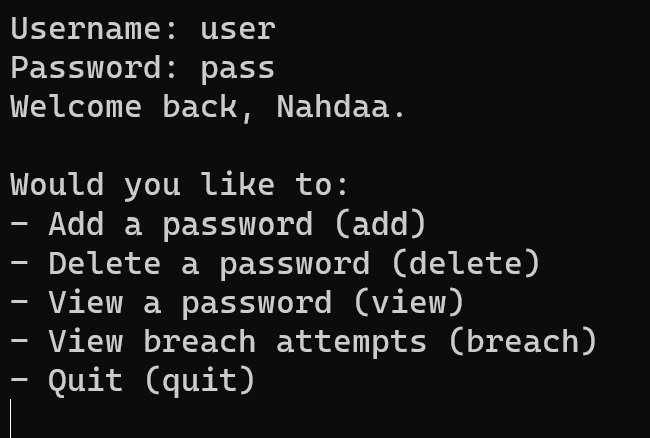 Username: user
Password: pass
Welcome back, Nahdaa.
Would you like to:
- Add a password (add)
- Delete a password (delete)
- View a password (view)
- View breach attempts (breach)
- Quit (quit)